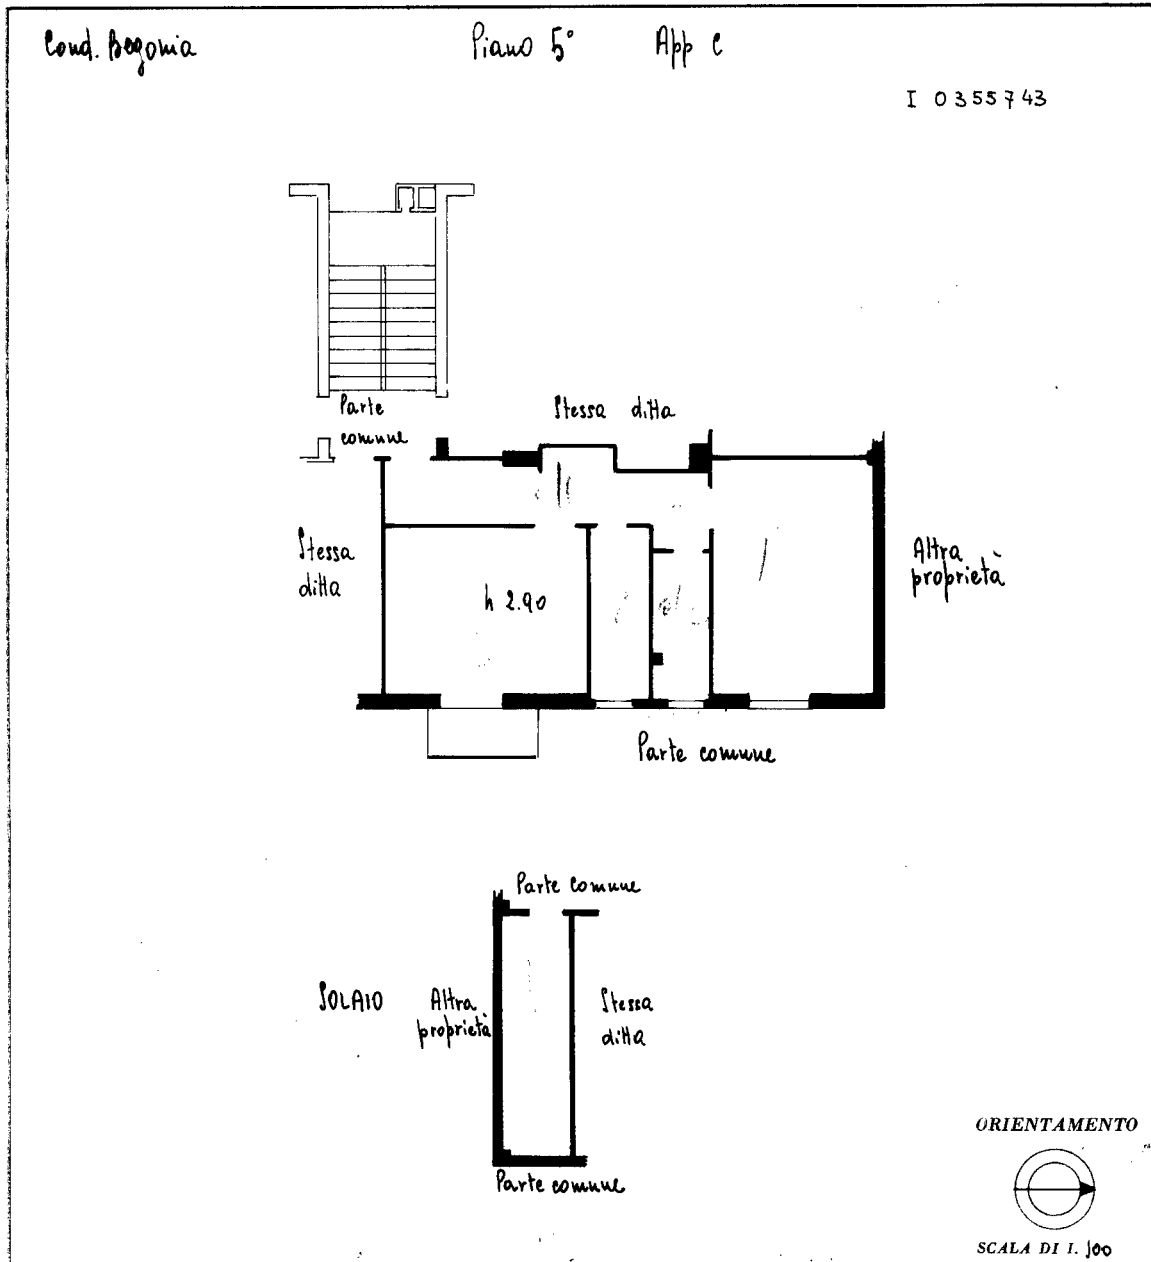 Cond. Begonia
Piano 5° App C
I 0355743
Parte
comune
Stessa ditta
Stessa
ditta
h 2.90
Altra
proprietà
Parte comune
Parte comune
SOLAIO
Altra
proprietà
Stessa
ditta
Parte comune
ORIENTAMENTO
SCALA DI 1. 100